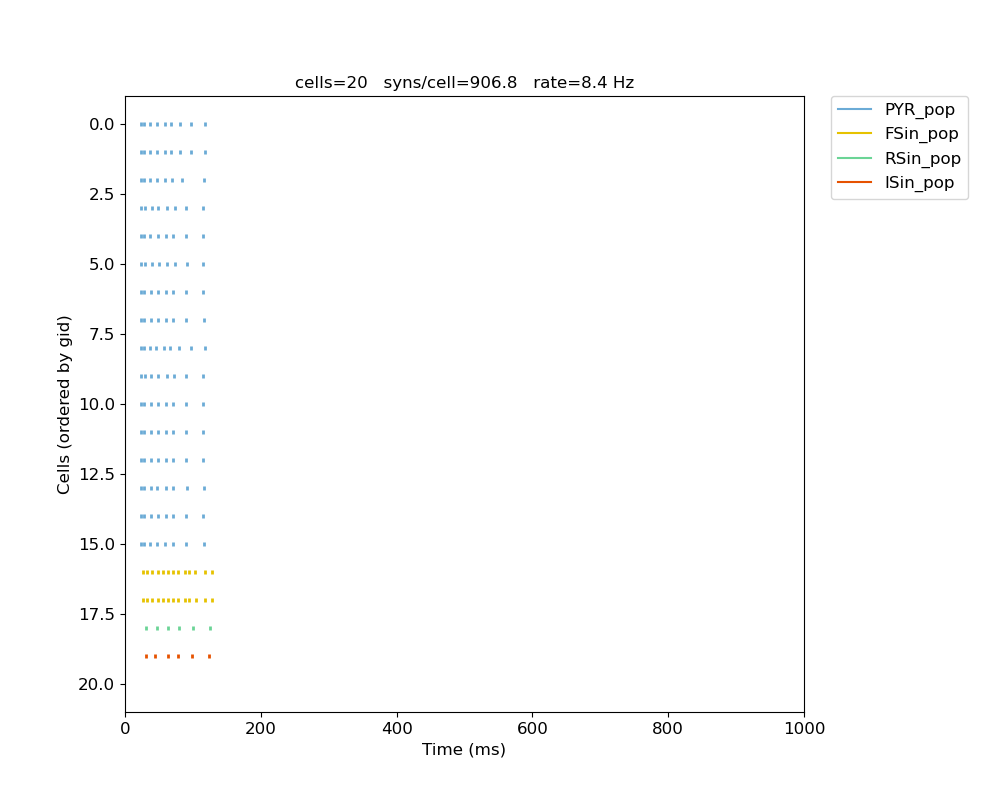 cells=20   syns/cell=906.8   rate=8.4 Hz
PYR_pop
FSin_pop
RSin_pop
ISin_pop
Cells (ordered by gid)
0.0
2.5
5.0
7.5
10.0
12.5
15.0
17.5
20.0
0 200 400 600 800 1000
Time (ms)